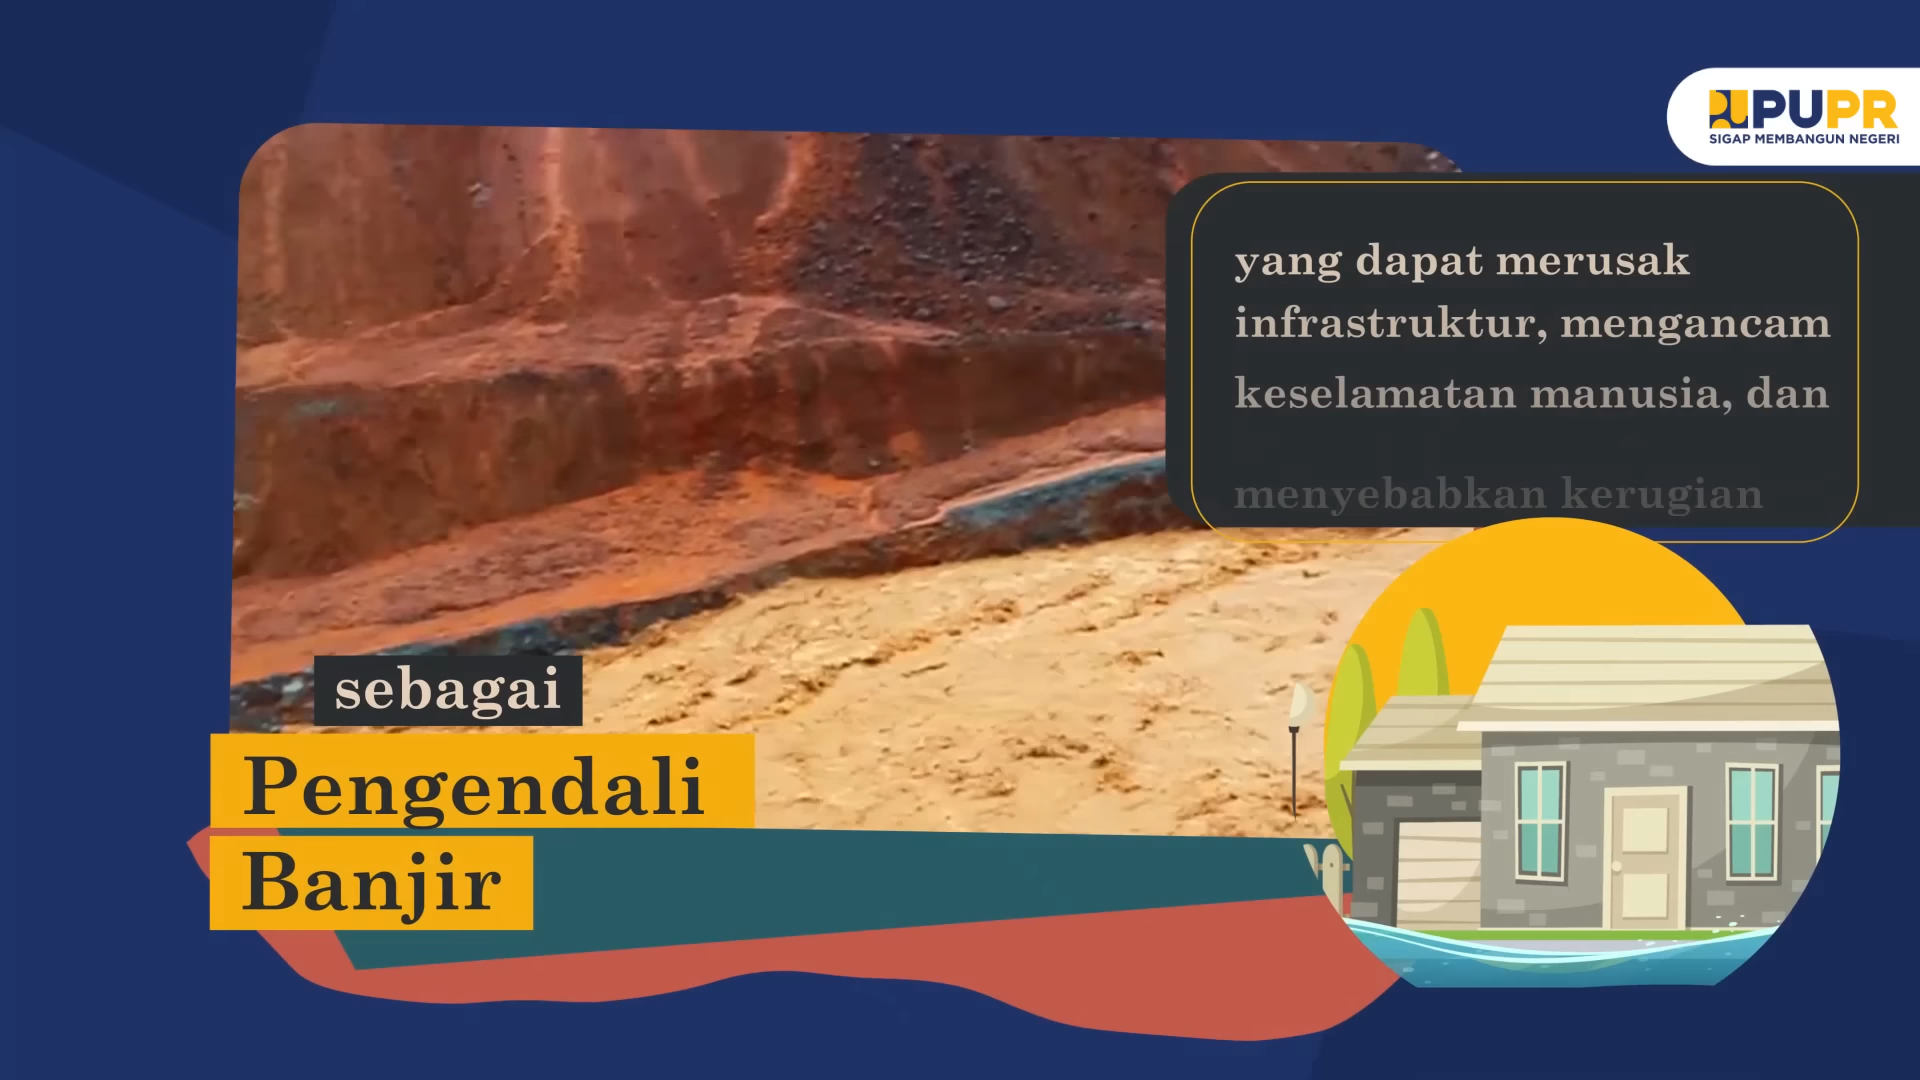 PUPR
SIGAP MEMBANGUN NEGERI
yang dapat merusak
infrastruktur, mengancam
keselamatan manusia, dan
menyebabkan kerugian
sebagai
Pengendali
Banjir